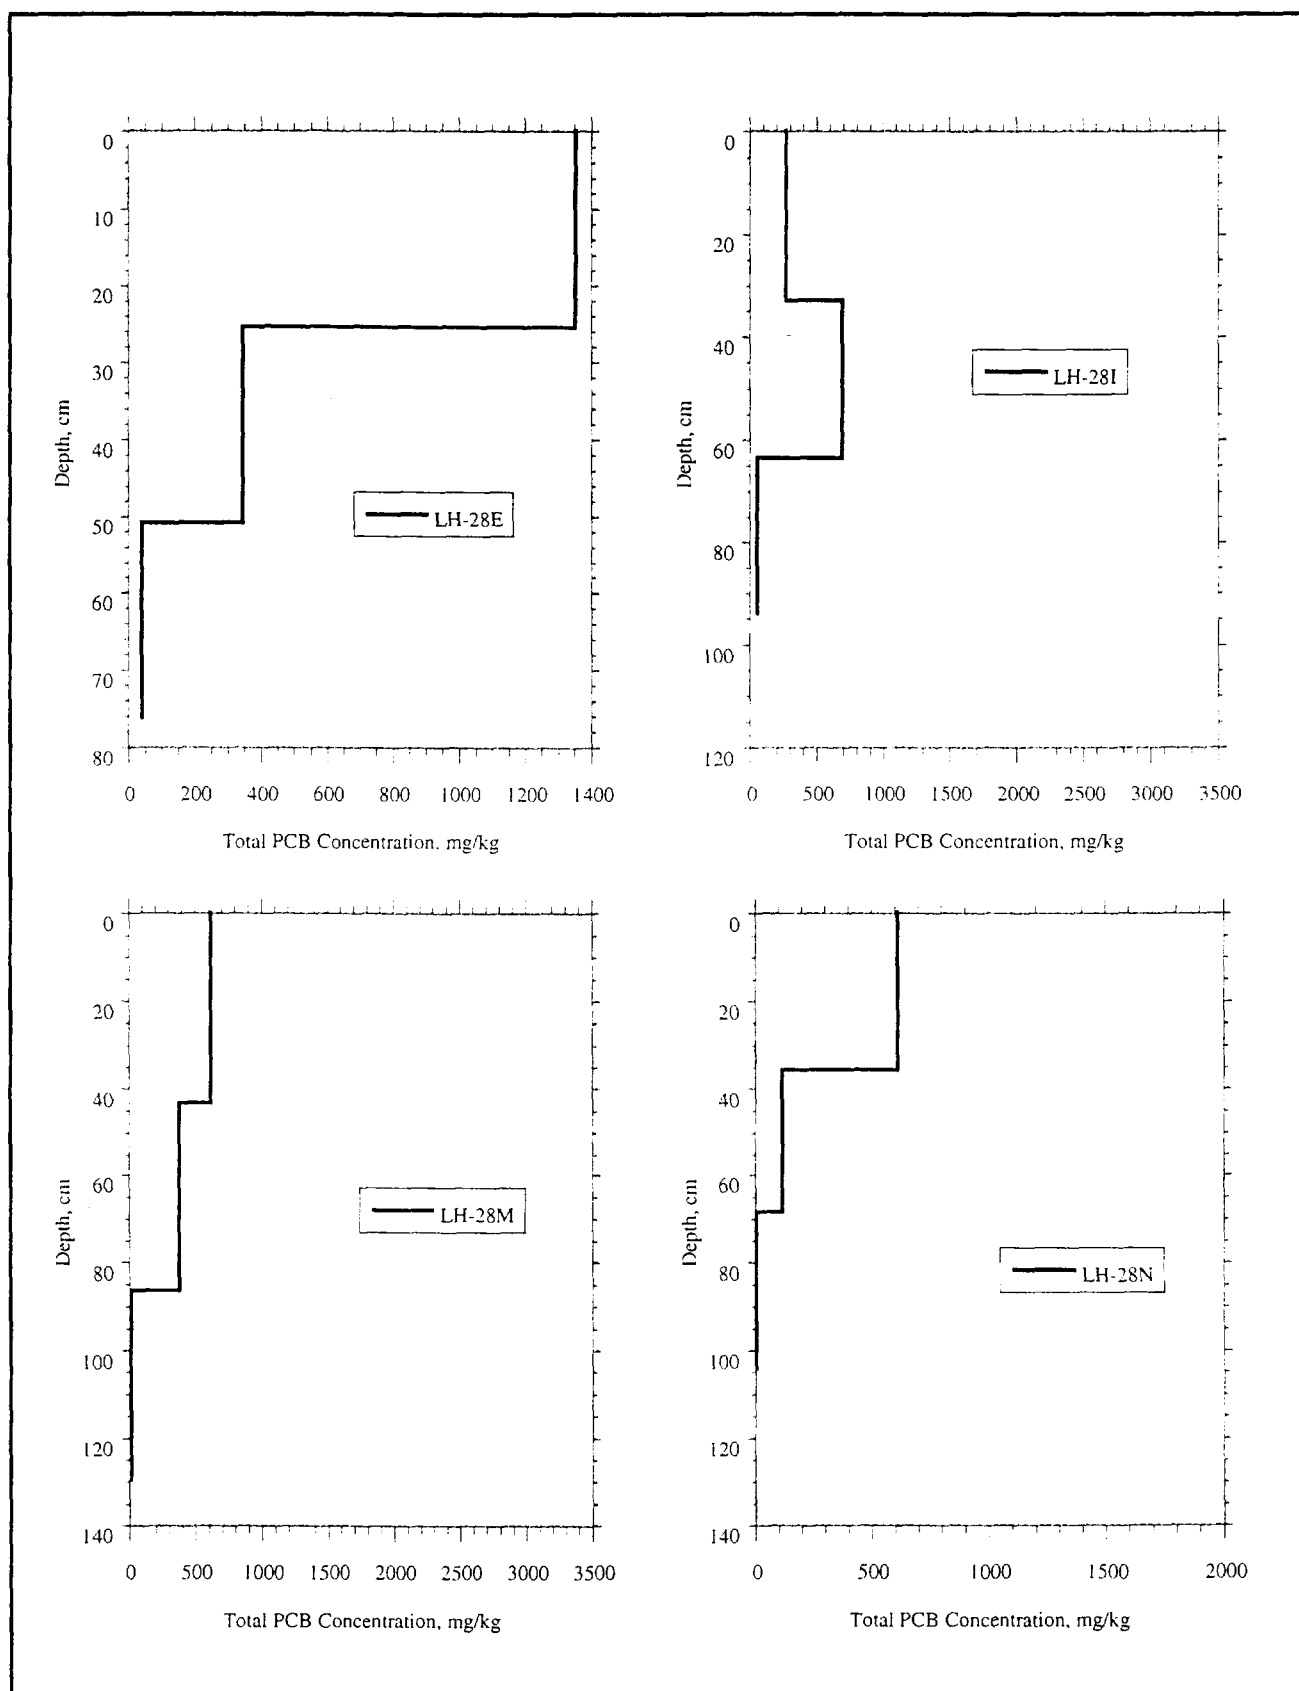 0
10
20
30
40
50
60
70
80
Depth, cm
LH-28E
0 200 400 600 800 1000 1200 1400
Total PCB Concentration, mg/kg
0
20
40
60
80
100
120
Depth, cm
LH-28I
0 500 1000 1500 2000 2500 3000 3500
Total PCB Concentration, mg/kg
0
20
40
60
80
100
120
140
Depth, cm
LH-28M
0 500 1000 1500 2000 2500 3000 3500
Total PCB Concentration, mg/kg
0
20
40
60
80
100
120
140
Depth, cm
LH-28N
0 500 1000 1500 2000
Total PCB Concentration, mg/kg